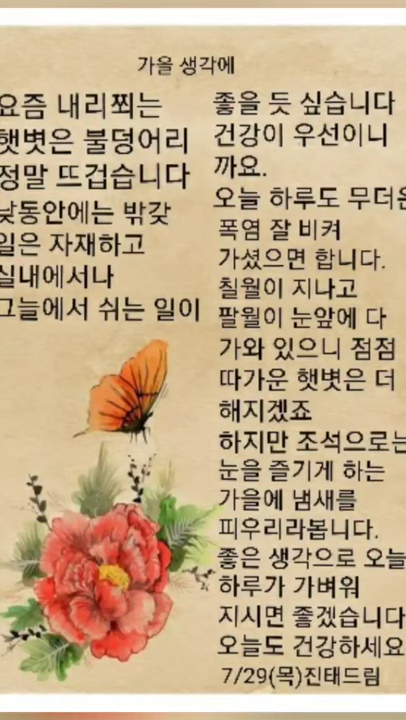 가을 생각에
요즘 내리쬐는
햇볏은 불덩어리
정말 뜨겁습니다
낮동안에는 밖갖
일은 자재하고
실내에서나
그늘에서 쉬는 일이
좋을 듯 싶습니다
건강이 우선이니
까요.
오늘 하루도 무더운
폭염 잘 비켜
가셨으면 합니다.
칠월이 지나고
팔월이 눈앞에 다
가와 있으니 점점
따가운 햇볏은 더
해지겠죠
하지만 조석으로는
눈을 즐기게 하는
가을에 냄새를
피우리라봅니다.
좋은 생각으로 오늘
하루가 가벼워
지시면 좋겠습니다
오늘도 건강하세요
7/29(목)진태드림